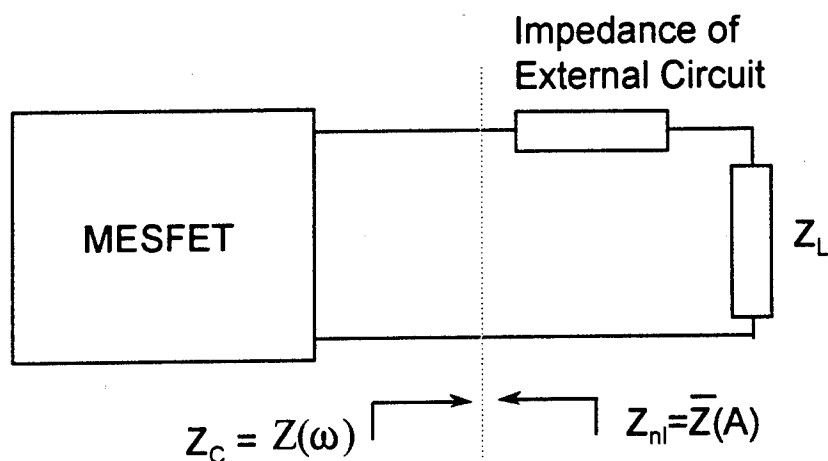 Impedance of
External Circuit
MESFET
Z_L
Z_C = Z(ω)
Z_nl=Z̅(A)